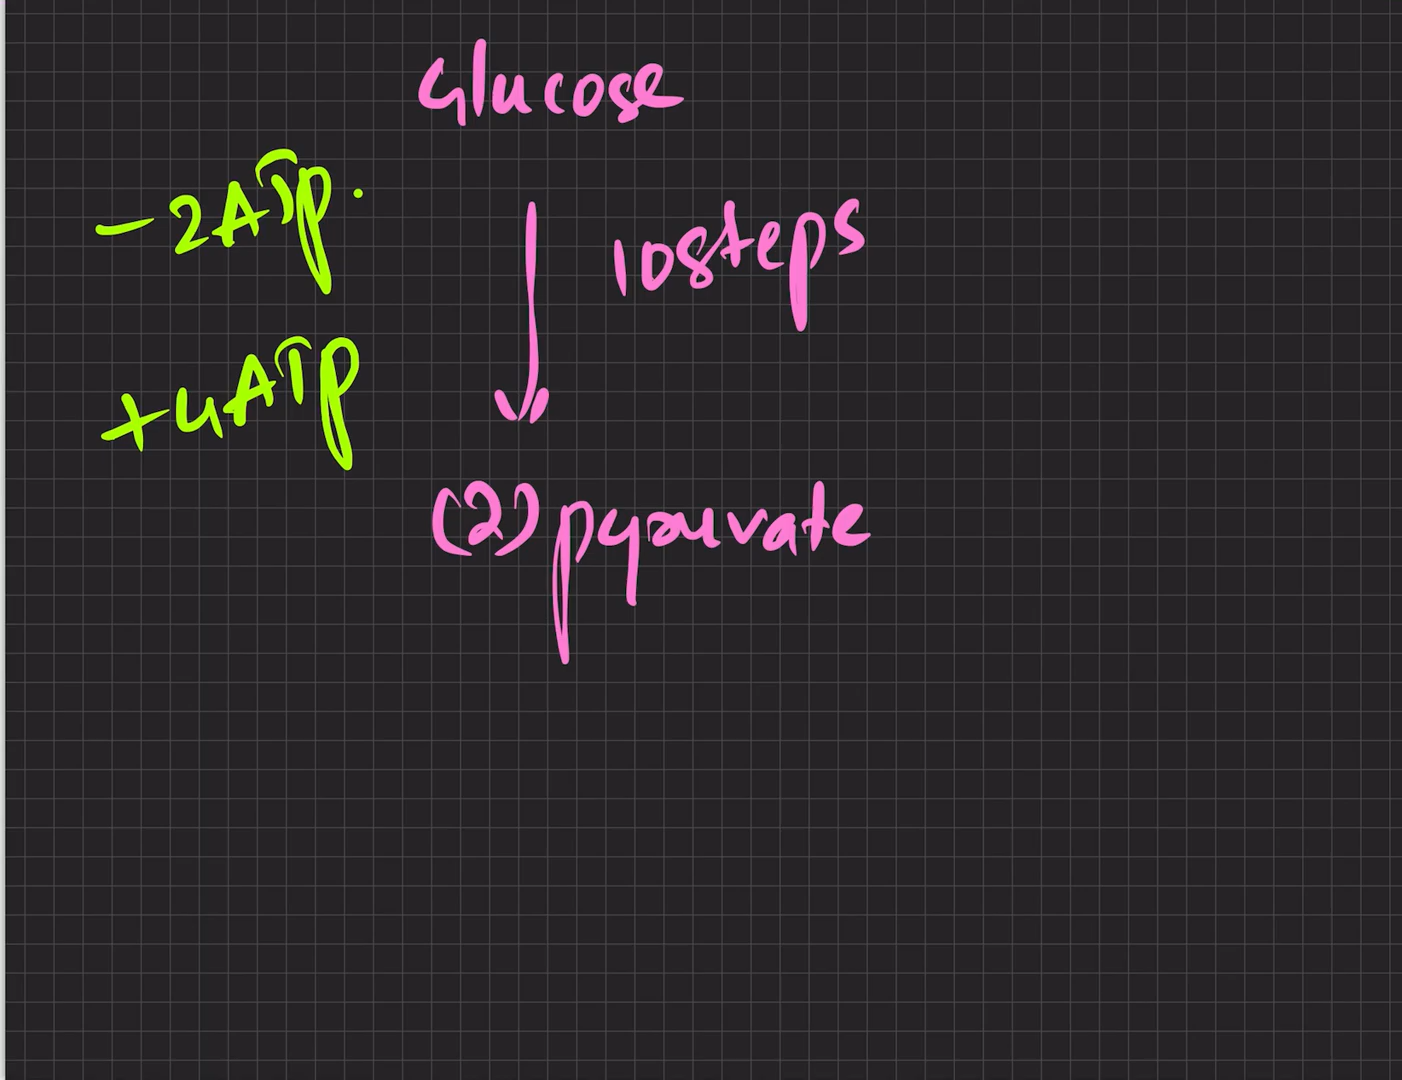 Glucose
-2ATP.
10steps
+4ATP
(2) pyruvate